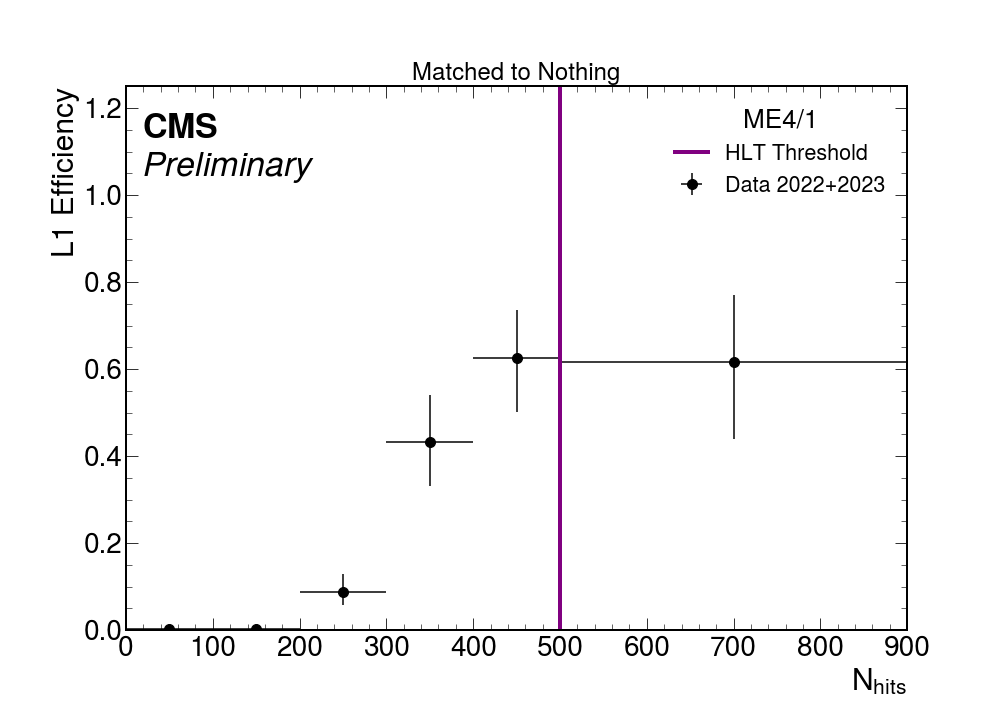 Matched to Nothing
CMS
Preliminary
ME4/1
HLT Threshold
Data 2022+2023
L1 Efficiency
1.2
1.0
0.8
0.6
0.4
0.2
0.0
0 100 200 300 400 500 600 700 800 900
N_hits